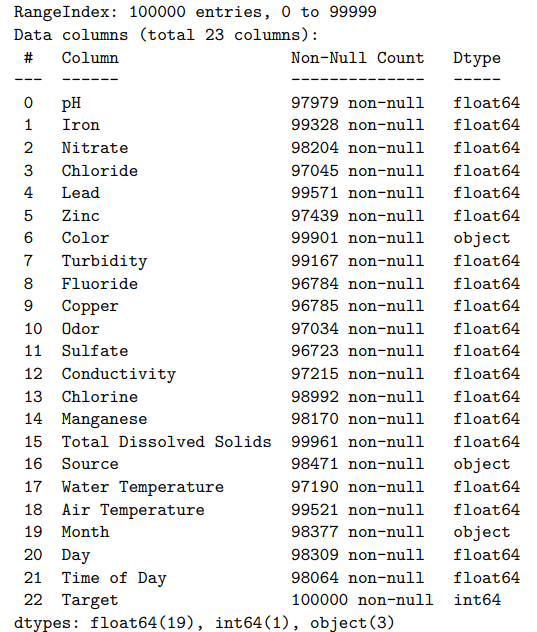 RangeIndex: 100000 entries, 0 to 99999
Data columns (total 23 columns):
 #   Column                  Non-Null Count   Dtype
---  ------                  --------------   -----
 0   pH                      97979 non-null   float64
 1   Iron                    99328 non-null   float64
 2   Nitrate                 98204 non-null   float64
 3   Chloride                97045 non-null   float64
 4   Lead                    99571 non-null   float64
 5   Zinc                    97439 non-null   float64
 6   Color                   99901 non-null   object
 7   Turbidity               99167 non-null   float64
 8   Fluoride                96784 non-null   float64
 9   Copper                  96785 non-null   float64
 10  Odor                    97034 non-null   float64
 11  Sulfate                 96723 non-null   float64
 12  Conductivity            97215 non-null   float64
 13  Chlorine                98992 non-null   float64
 14  Manganese               98170 non-null   float64
 15  Total Dissolved Solids  99961 non-null   float64
 16  Source                  98471 non-null   object
 17  Water Temperature       97190 non-null   float64
 18  Air Temperature         99521 non-null   float64
 19  Month                   98377 non-null   object
 20  Day                     98309 non-null   float64
 21  Time of Day             98064 non-null   float64
 22  Target                  100000 non-null  int64
dtypes: float64(19), int64(1), object(3)